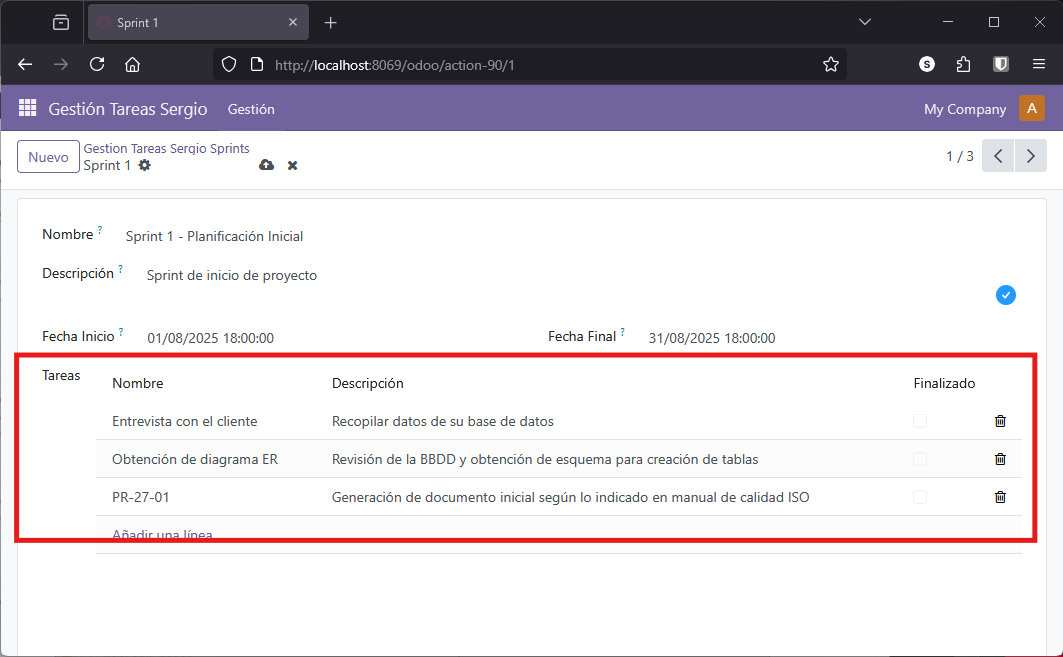 Sprint 1
http://localhost:8069/odoo/action-90/1
S
Gestión Tareas Sergio Gestión My Company A
Nuevo Gestion Tareas Sergio Sprints
Sprint 1 1 / 3
Nombre ? Sprint 1 - Planificación Inicial
Descripción ? Sprint de inicio de proyecto
Fecha Inicio ? 01/08/2025 18:00:00 Fecha Final ? 31/08/2025 18:00:00
Tareas
Nombre Descripción Finalizado
Entrevista con el cliente Recopilar datos de su base de datos
Obtención de diagrama ER Revisión de la BBDD y obtención de esquema para creación de tablas
PR-27-01 Generación de documento inicial según lo indicado en manual de calidad ISO
Añadir una línea